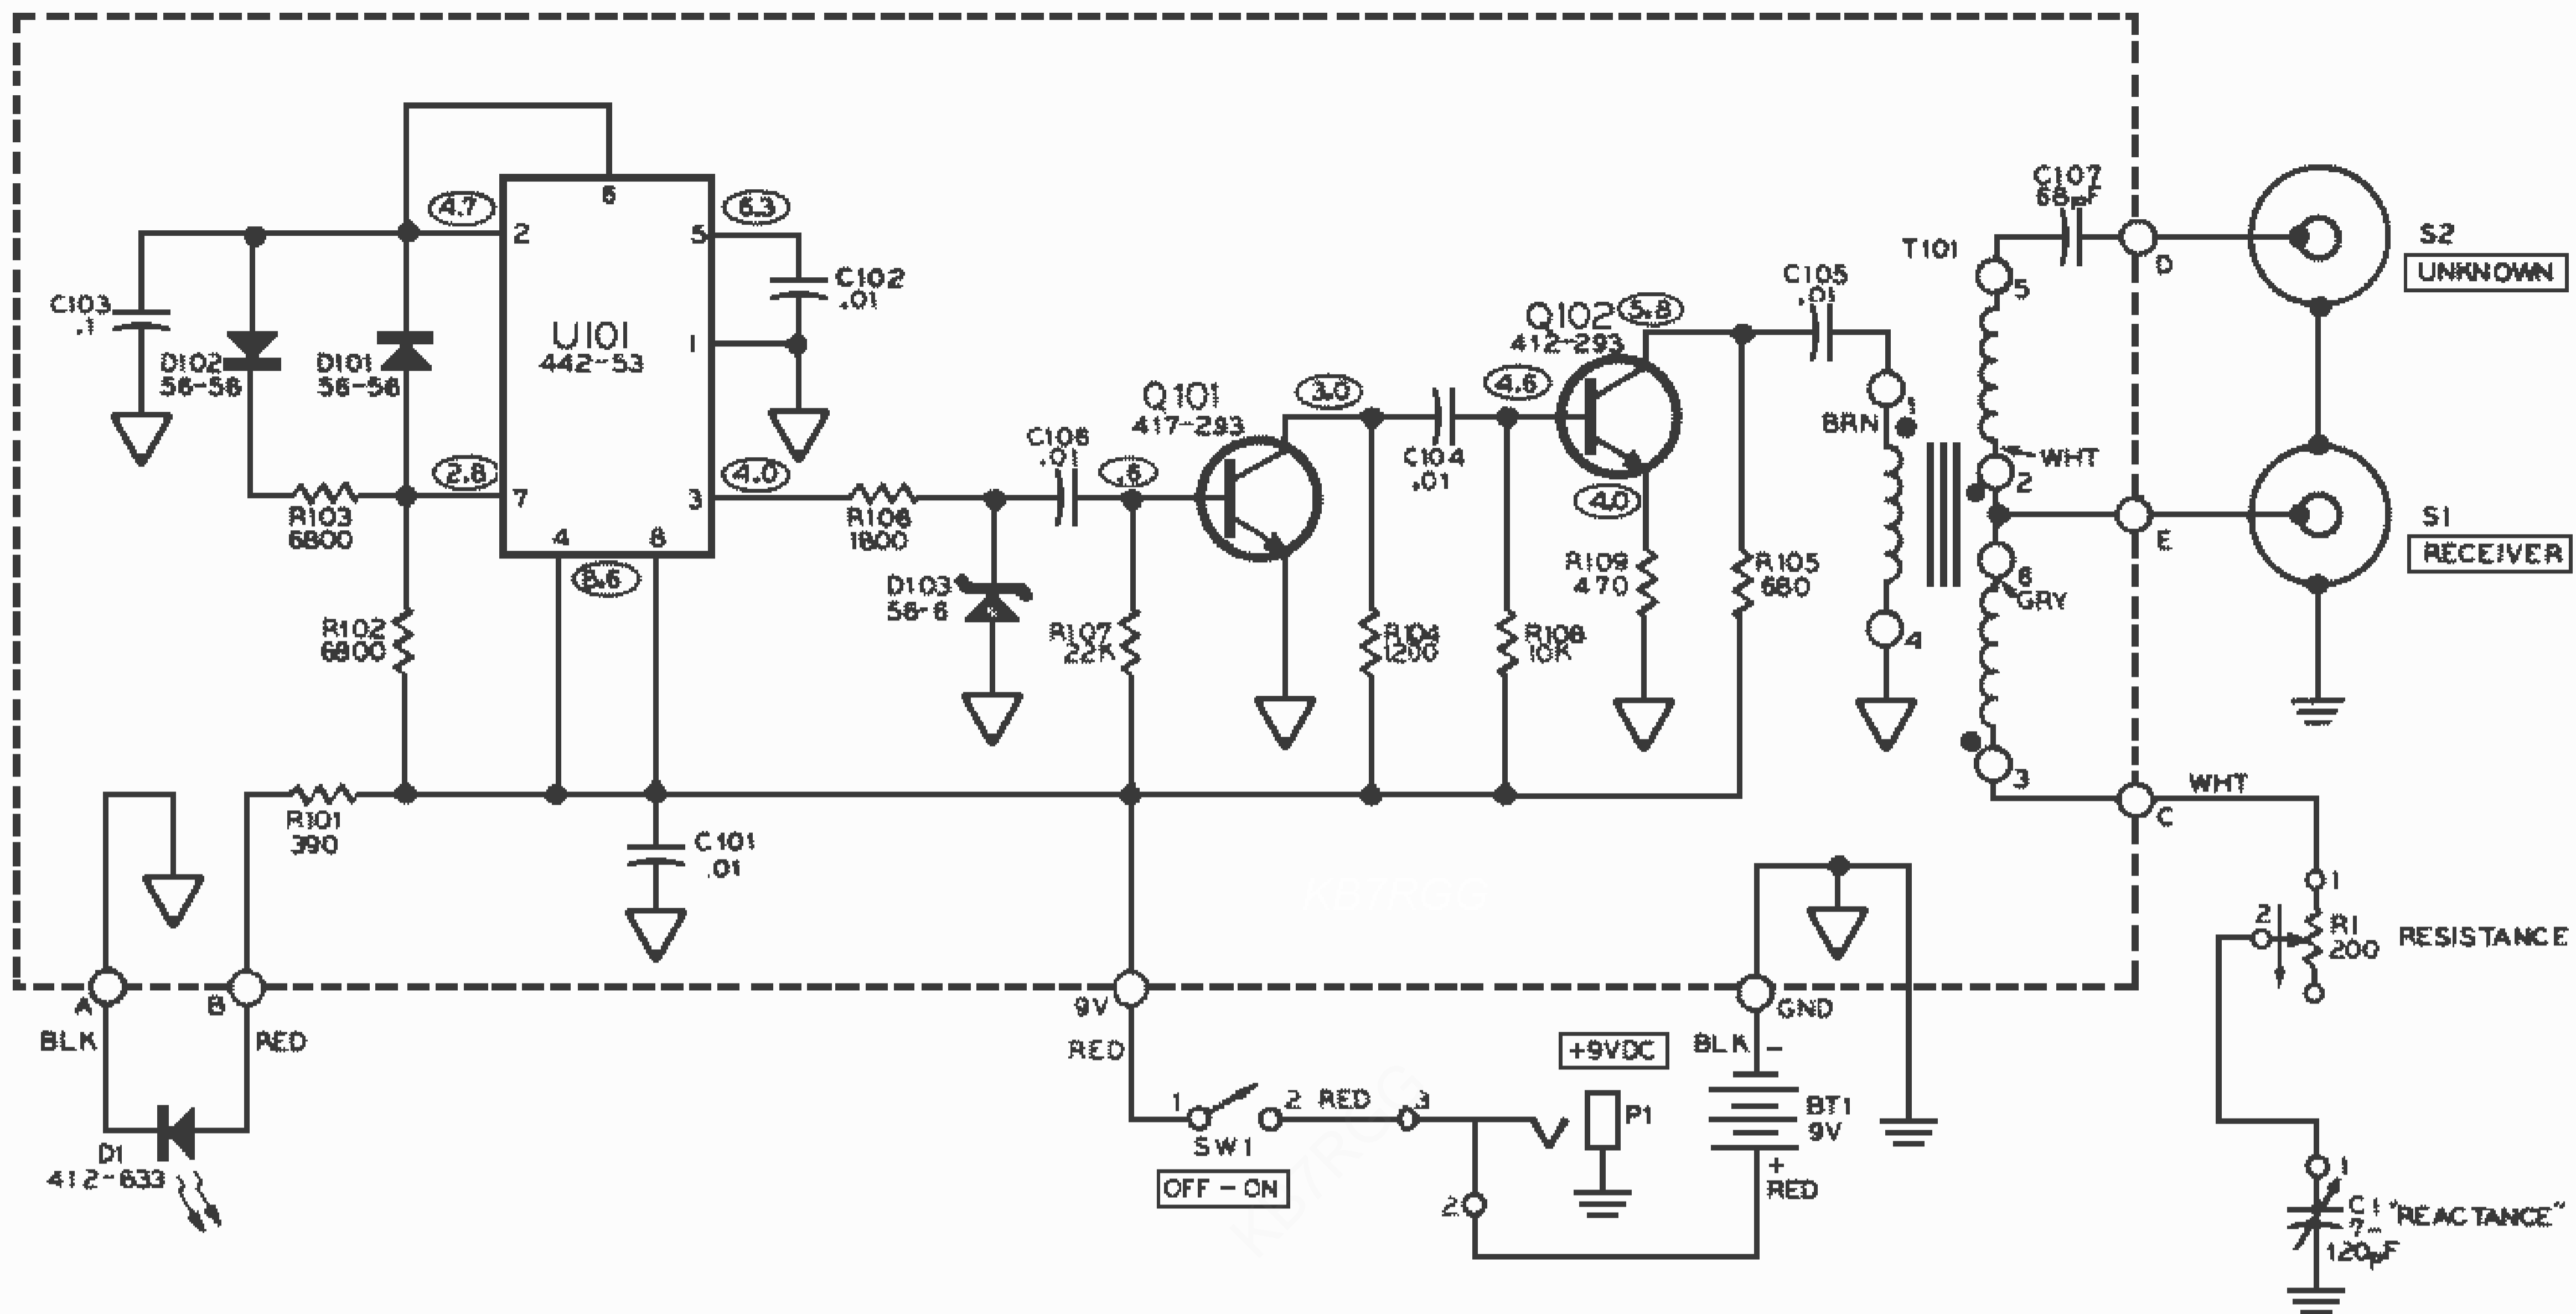 6
4.7
6.3
2
5
C102
.01
C103
.1
U101
442-53
1
D102
56-56
D101
56-56
2.8
4.0
7
3
4
8
8.6
R103
6800
R102
6800
R106
1800
C106
.01
.6
Q101
417-293
D103
56-6
R107
22K
3.0
C104
.01
4.6
Q102
412-293
5.8
4.0
R104
1200
R108
10K
R109
470
R105
680
C105
.01
T101
C107
68pF
1
BRN
4
5
WHT
2
6
GRY
3
D
S2
UNKNOWN
E
S1
RECEIVER
C
WHT
R101
390
C101
.01
KB7RGG
A
BLK
B
RED
D1
412-633
9V
RED
1
2 RED
3
SW1
OFF - ON
2
+9VDC
P1
GND
BLK -
BT1
9V
+
RED
KB7RGG
1
2
R1
200
RESISTANCE
1
C1 "REACTANCE"
7-
120pF